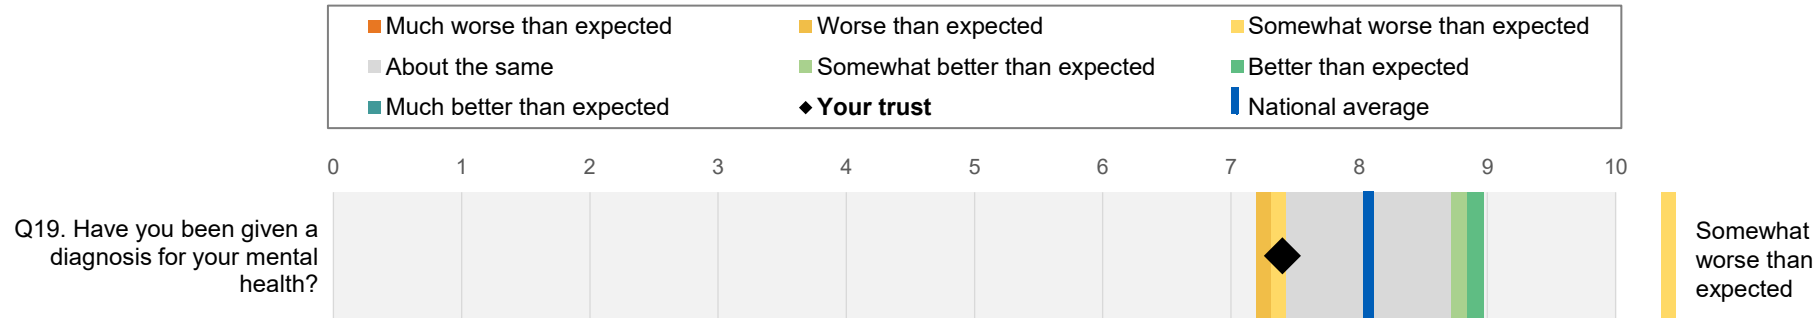 Much worse than expected
Worse than expected
Somewhat worse than expected
About the same
Somewhat better than expected
Better than expected
Much better than expected
Your trust
National average
0 1 2 3 4 5 6 7 8 9 10
Q19. Have you been given a
diagnosis for your mental
health?
Somewhat
worse than
expected